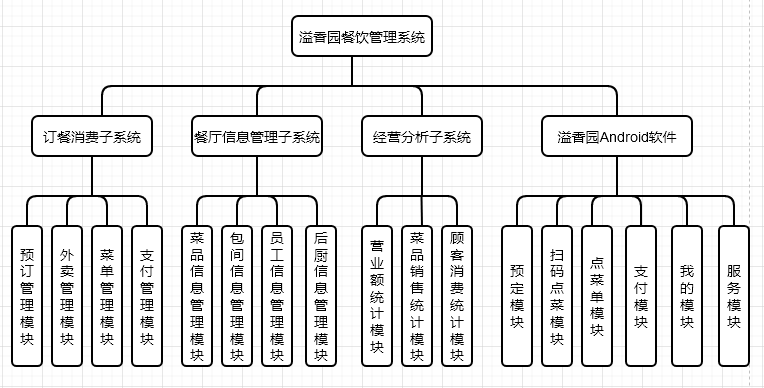 溢香园餐饮管理系统
订餐消费子系统
餐厅信息管理子系统
经营分析子系统
溢香园Android软件
预订管理模块
外卖管理模块
菜单管理模块
支付管理模块
菜品信息管理模块
包间信息管理模块
员工信息管理模块
后厨信息管理模块
营业额统计模块
菜品销售统计模块
顾客消费统计模块
预定模块
扫码点菜模块
点菜单模块
支付模块
我的模块
服务模块